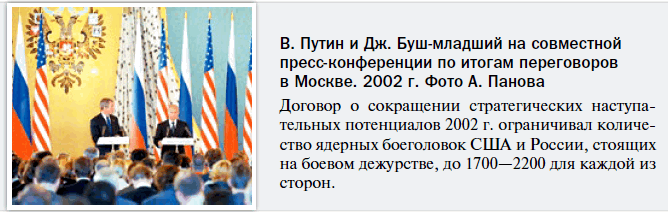 В. Путин и Дж. Буш-младший на совместной
пресс-конференции по итогам переговоров
в Москве. 2002 г. Фото А. Панова
Договор о сокращении стратегических наступа-
тельных потенциалов 2002 г. ограничивал количе-
ство ядерных боеголовок США и России, стоящих
на боевом дежурстве, до 1700—2200 для каждой из
сторон.